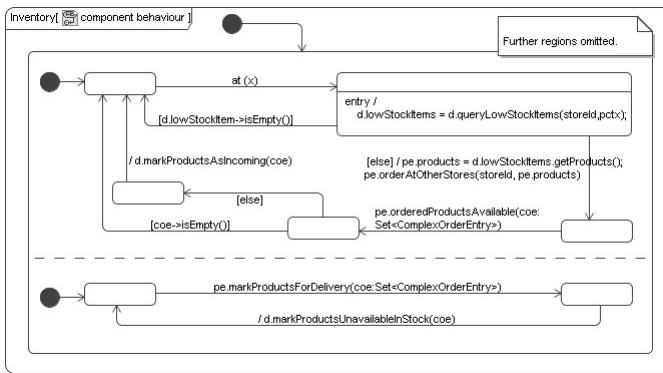 Inventory[ component behaviour ]
Further regions omitted.
at (x)
entry /
d.lowStockItems = d.queryLowStockItems(storeId,pctx);
[d.lowStockItem->isEmpty()]
/ d.markProductsAsIncoming(coe)
[else] / pe.products = d.lowStockItems.getProducts();
pe.orderAtOtherStores(storeId, pe.products)
[else]
pe.orderedProductsAvailable(coe:
Set<ComplexOrderEntry>)
[coe->isEmpty()]
pe.markProductsForDelivery(coe:Set<ComplexOrderEntry>)
/ d.markProductsUnavailableInStock(coe)